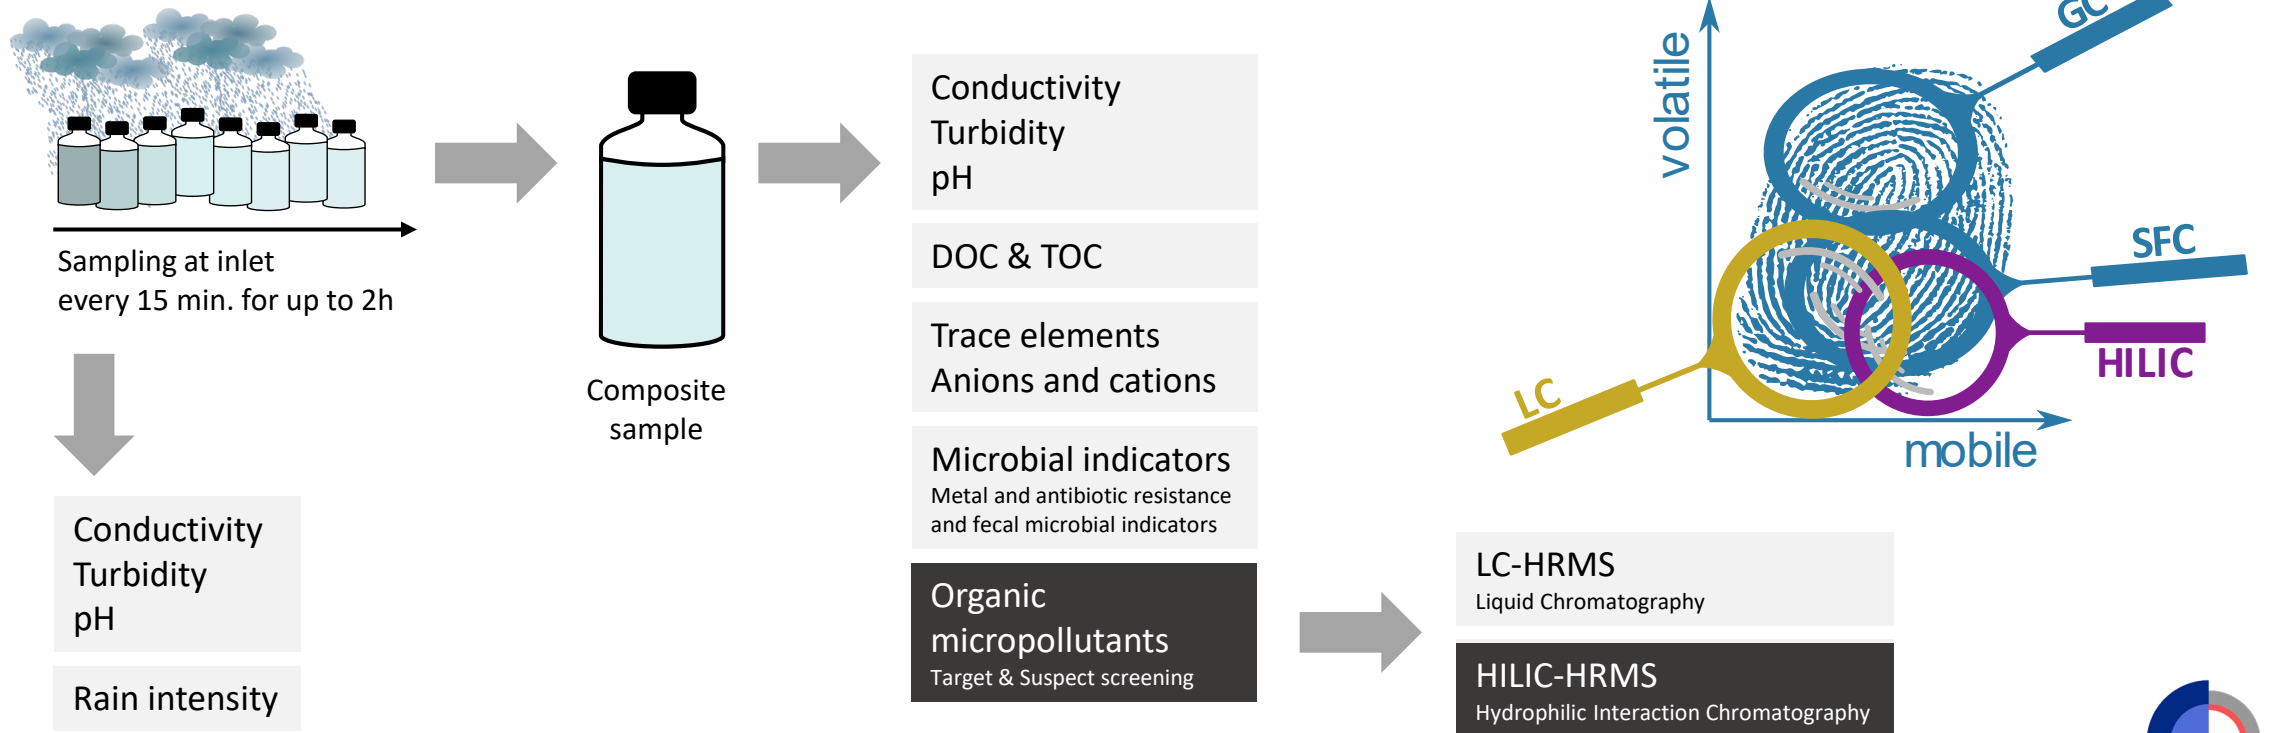 Sampling at inlet
every 15 min. for up to 2h
Conductivity
Turbidity
pH
Rain intensity
Composite
sample
Conductivity
Turbidity
pH
DOC & TOC
Trace elements
Anions and cations
Microbial indicators
Metal and antibiotic resistance
and fecal microbial indicators
Organic
micropollutants
Target & Suspect screening
volatile
GC
SFC
HILIC
LC
mobile
LC-HRMS
Liquid Chromatography
HILIC-HRMS
Hydrophilic Interaction Chromatography